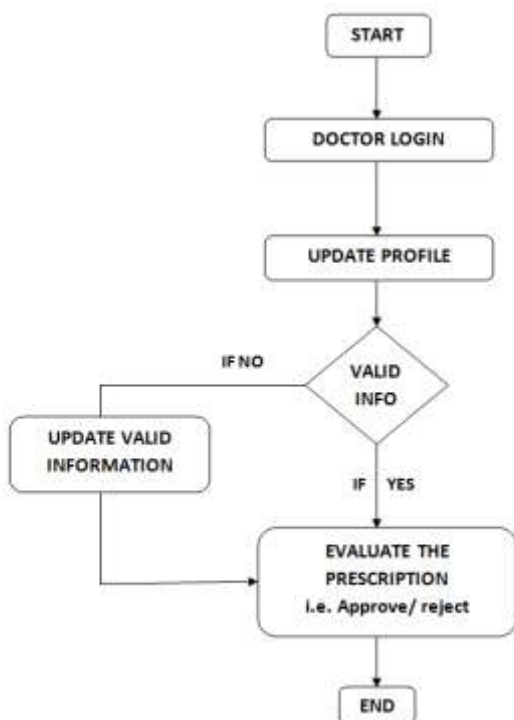 START
DOCTOR LOGIN
UPDATE PROFILE
IF NO
VALID
INFO
UPDATE VALID
INFORMATION
IF YES
EVALUATE THE
PRESCRIPTION
i.e. Approve/ reject
END